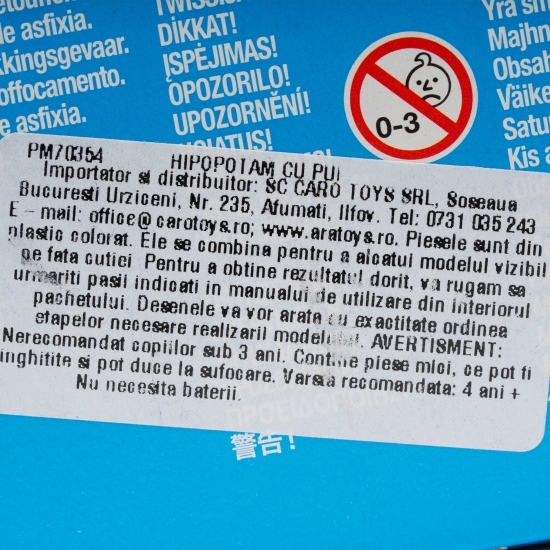 le asfixia.
kkingsgevaar.
offocamento.
e asfixia.
DİKKAT!
ĮSPĖJIMAS!
OPOZORILO!
UPOZORNĚNÍ!
0-3
Majhn
Obsah
Väike
Satur
Kis a
PM70354 HIPOPOTAM CU PUI
Importator si distribuitor: SC CARO TOYS SRL, Soseaua
Bucuresti Urziceni, Nr. 235, Afumati, Ilfov. Tel: 0731 035 243
E - mail: office@carotoys.ro; www.aratoys.ro. Piesele sunt din
plastic colorat. Ele se combina pentru a alcatui modelul vizibil
pe fata cutiei Pentru a obtine rezultatul dorit, va rugam sa
urmariti pasii indicati in manualul de utilizare din interiorul
pachetului. Desenele va vor arata cu exactitate ordinea
etapelor necesare realizarii modelului. AVERTISMENT:
Nerecomandat copiilor sub 3 ani. Contine piese mici, ce pot fi
inghitite si pot duce la sufocare. Varsta recomandata: 4 ani +
Nu necesita baterii.
警告!